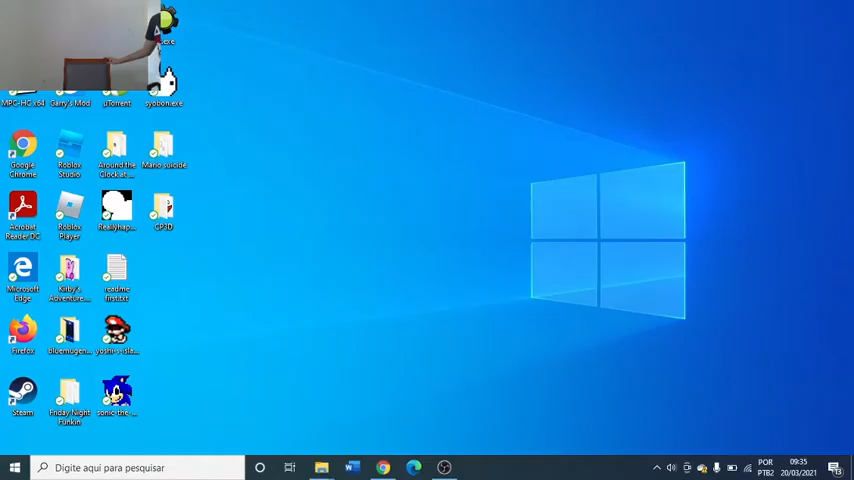 .exe
MPC-HC x64
Garry's Mod
µTorrent
syobon.exe
Google
Chrome
Roblox
Studio
Around the
Clock at...
Mario suicide
Acrobat
Reader DC
Roblox
Player
Reallyhap...
CP3D
Microsoft
Edge
Kirby's
Adventure...
readme
first.txt
Firefox
bluemugen...
yoshi-s-isla...
Steam
Friday Night
Funkin
sonic-the-...
Digite aqui para pesquisar
POR
PTB2
09:35
20/03/2021
13